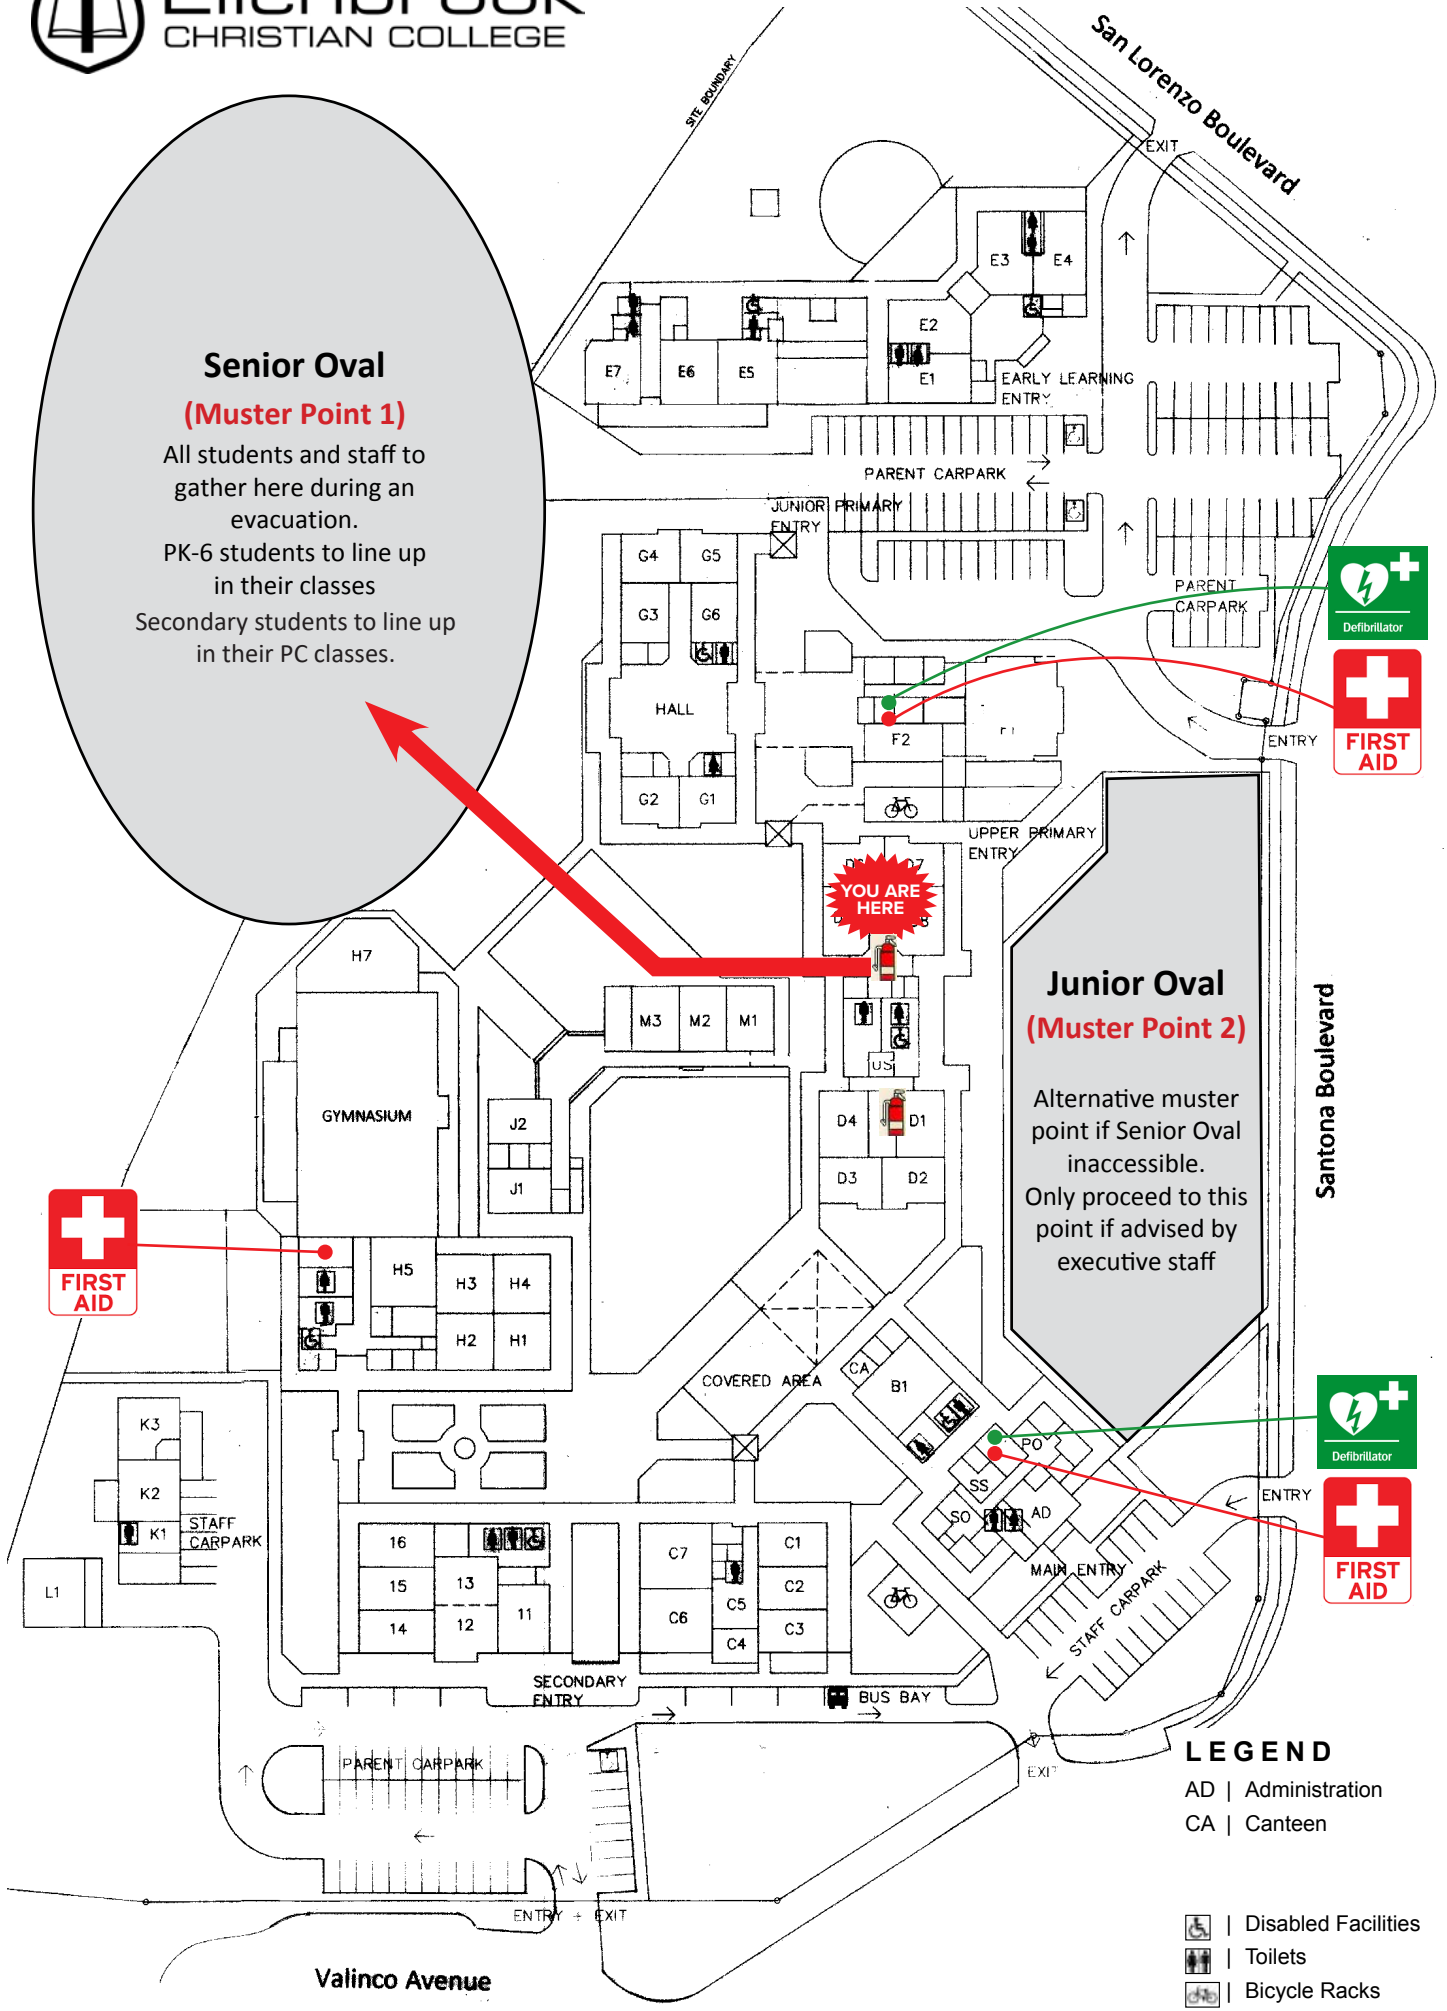 CHRISTIAN COLLEGE
San Lorenzo Boulevard
SITE BOUNDARY
EXIT
E3
E4
E2
E1
E7
E6
E5
EARLY LEARNING
ENTRY
Senior Oval
(Muster Point 1)
All students and staff to
gather here during an
evacuation.
PK-6 students to line up
in their classes
Secondary students to line up
in their PC classes.
PARENT CARPARK
JUNIOR PRIMARY
ENTRY
G4
G5
G3
G6
HALL
G2
G1
PARENT
CARPARK
Defibrillator
FIRST
AID
F2
ENTRY
UPPER PRIMARY
ENTRY
D7
YOU ARE
HERE
Junior Oval
(Muster Point 2)
Alternative muster
point if Senior Oval
inaccessible.
Only proceed to this
point if advised by
executive staff
Santona Boulevard
H7
M3
M2
M1
US
GYMNASIUM
J2
J1
D4
D1
D3
D2
FIRST
AID
H5
H3
H4
H2
H1
COVERED AREA
CA
B1
PO
SS
SO
AD
Defibrillator
FIRST
AID
ENTRY
MAIN ENTRY
STAFF CARPARK
K3
K2
K1
STAFF
CARPARK
L1
16
15
14
13
12
11
C7
C6
C5
C4
C1
C2
C3
SECONDARY
ENTRY
BUS BAY
PARENT CARPARK
EXIT
ENTRY + EXIT
Valinco Avenue
LEGEND
AD | Administration
CA | Canteen
| Disabled Facilities
| Toilets
| Bicycle Racks